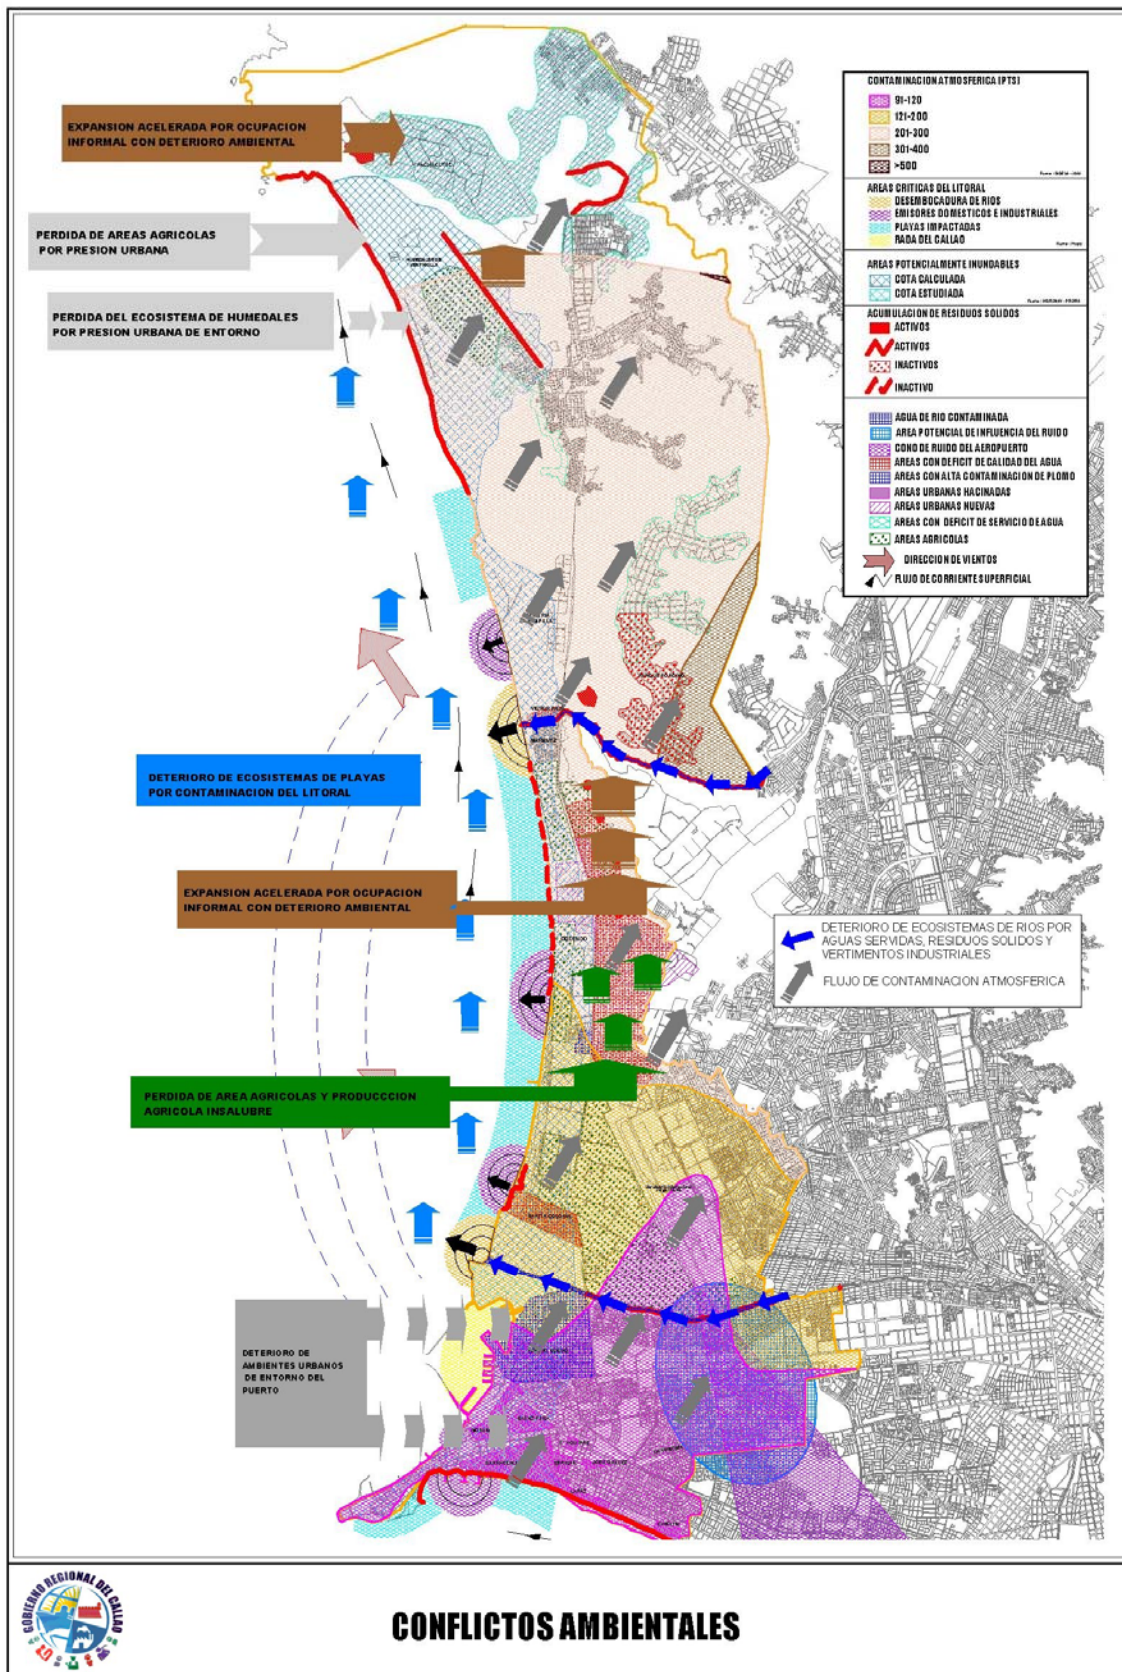 CONTAMINACION ATMOSFERICA (PTS)
91-120
121-200
201-300
301-400
>500
AREAS CRITICAS DEL LITORAL
DESEMBOCADURA DE RIOS
EMISORES DOMESTICOS E INDUSTRIALES
PLAYAS IMPACTADAS
RADA DEL CALLAO
AREAS POTENCIALMENTE INUNDABLES
COTA CALCULADA
COTA ESTUDIADA
ACUMULACION DE RESIDUOS SOLIDOS
ACTIVOS
ACTIVOS
INACTIVOS
INACTIVO
AGUA DE RIO CONTAMINADA
AREA POTENCIAL DE INFLUENCIA DEL RUIDO
CONO DE RUIDO DEL AEROPUERTO
AREAS CON DEFICIT DE CALIDAD DEL AGUA
AREAS CON ALTA CONTAMINACION DE PLOMO
AREAS URBANAS HACINADAS
AREAS URBANAS NUEVAS
AREAS CON DEFICIT DE SERVICIO DE AGUA
AREAS AGRICOLAS
DIRECCION DE VIENTOS
FLUJO DE CORRIENTE SUPERFICIAL
EXPANSION ACELERADA POR OCUPACION
INFORMAL CON DETERIORO AMBIENTAL
PERDIDA DE AREAS AGRICOLAS
POR PRESION URBANA
PERDIDA DEL ECOSISTEMA DE HUMEDALES
POR PRESION URBANA DE ENTORNO
DETERIORO DE ECOSISTEMAS DE PLAYAS
POR CONTAMINACION DEL LITORAL
EXPANSION ACELERADA POR OCUPACION
INFORMAL CON DETERIORO AMBIENTAL
DETERIORO DE ECOSISTEMAS DE RIOS POR
AGUAS SERVIDAS, RESIDUOS SOLIDOS Y
VERTIMENTOS INDUSTRIALES
FLUJO DE CONTAMINACION ATMOSFERICA
PERDIDA DE AREA AGRICOLAS Y PRODUCCCION
AGRICOLA INSALUBRE
DETERIORO DE
AMBIENTES URBANOS
DE ENTORNO DEL
PUERTO
GOBIERNO REGIONAL DEL CALLAO
CONFLICTOS AMBIENTALES